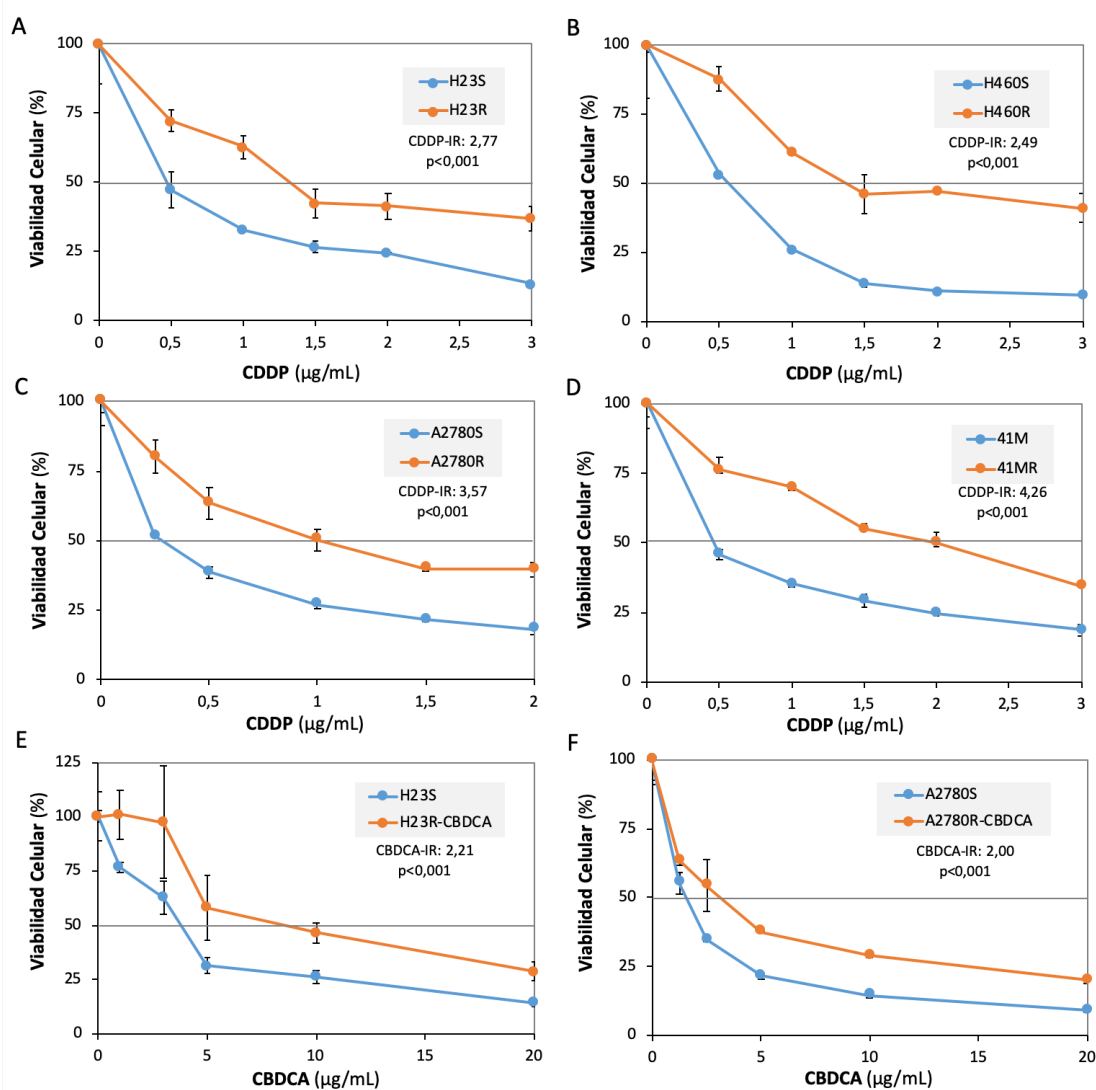 A
Viabilidad Celular (%)
100
75
50
25
0
H23S
H23R
CDDP-IR: 2,77
p<0,001
0 0,5 1 1,5 2 2,5 3
CDDP (µg/mL)
B
Viabilidad Celular (%)
100
75
50
25
0
H460S
H460R
CDDP-IR: 2,49
p<0,001
0 0,5 1 1,5 2 2,5 3
CDDP (µg/mL)
C
Viabilidad Celular (%)
100
75
50
25
0
A2780S
A2780R
CDDP-IR: 3,57
p<0,001
0 0,5 1 1,5 2
CDDP (µg/mL)
D
Viabilidad Celular (%)
100
75
50
25
0
41M
41MR
CDDP-IR: 4,26
p<0,001
0 0,5 1 1,5 2 2,5 3
CDDP (µg/mL)
E
Viabilidad Celular (%)
125
100
75
50
25
0
H23S
H23R-CBDCA
CBDCA-IR: 2,21
p<0,001
0 5 10 15 20
CBDCA (µg/mL)
F
Viabilidad Celular (%)
100
75
50
25
0
A2780S
A2780R-CBDCA
CBDCA-IR: 2,00
p<0,001
0 5 10 15 20
CBDCA (µg/mL)